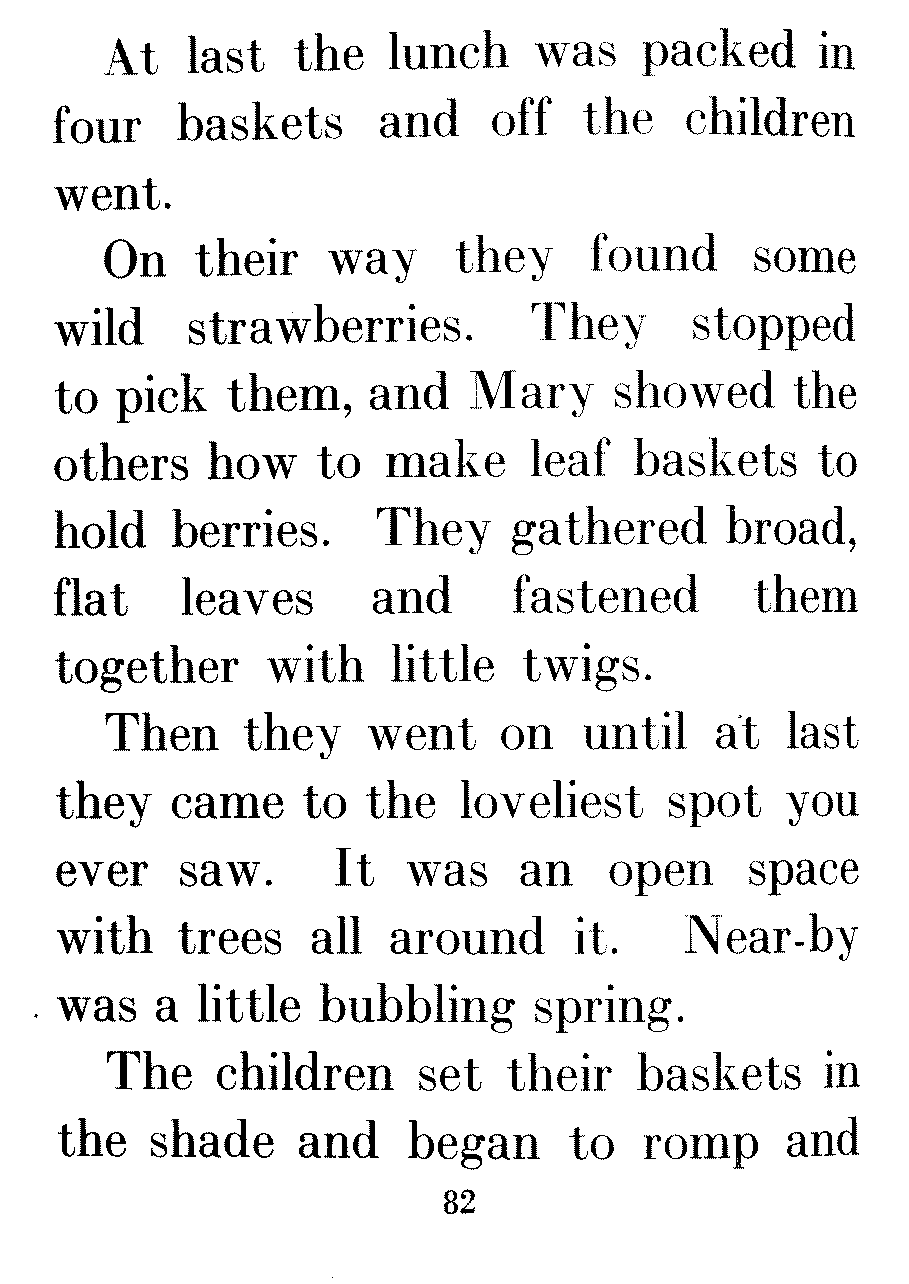 At last the lunch was packed in
four baskets and off the children
went.
On their way they found some
wild strawberries. They stopped
to pick them, and Mary showed the
others how to make leaf baskets to
hold berries. They gathered broad,
flat leaves and fastened them
together with little twigs.
Then they went on until at last
they came to the loveliest spot you
ever saw. It was an open space
with trees all around it. Near-by
was a little bubbling spring.
The children set their baskets in
the shade and began to romp and
82